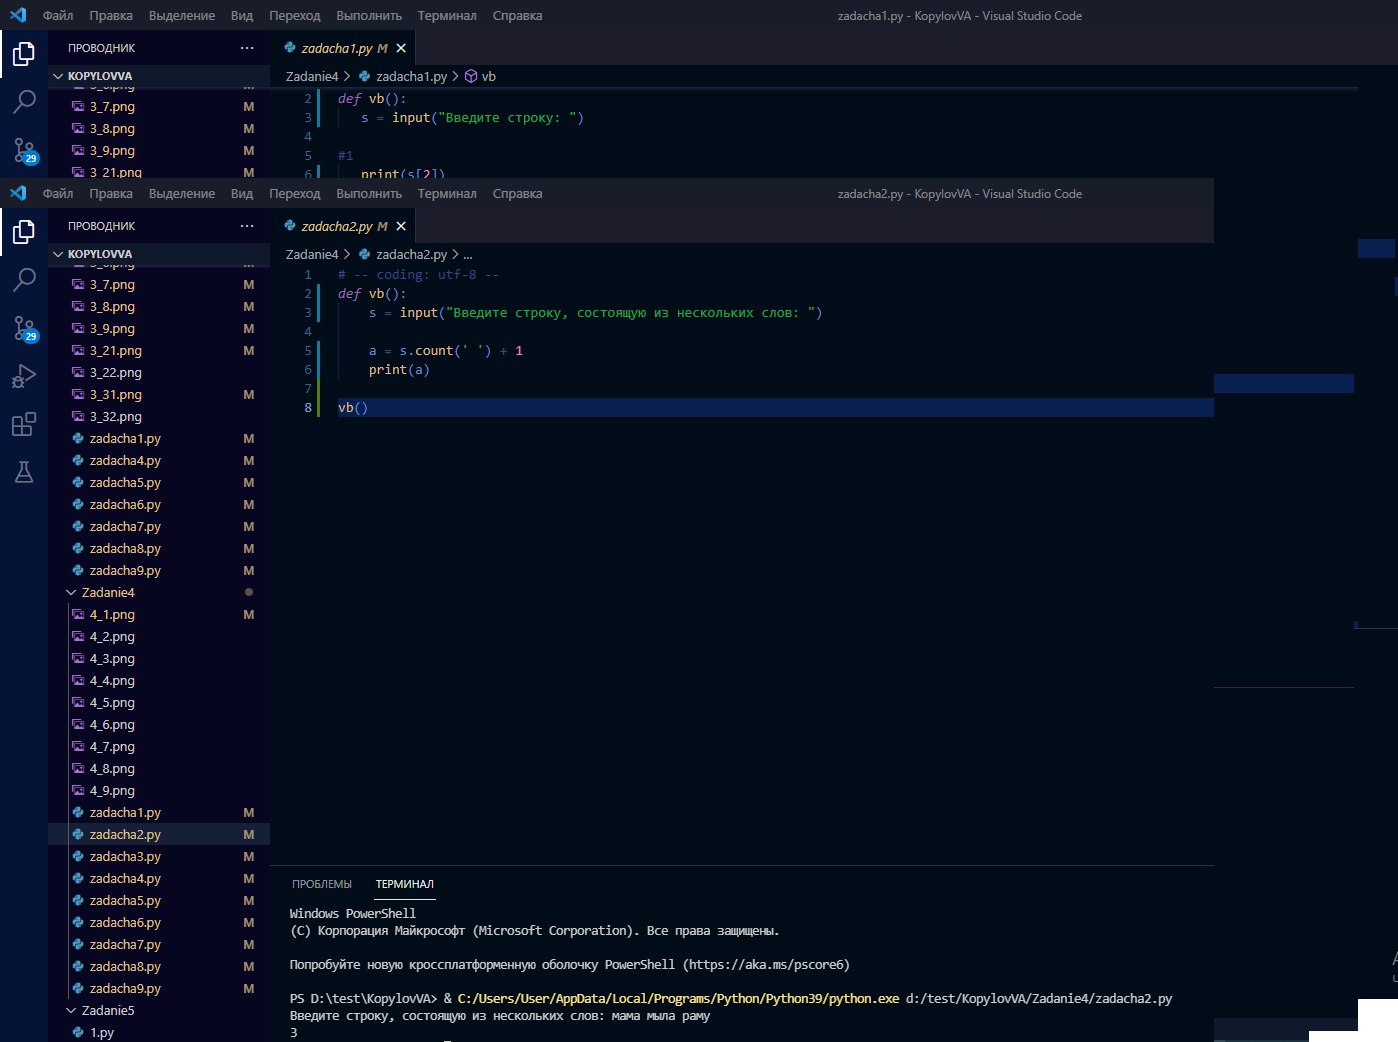 Файл Правка Выделение Вид Переход Выполнить Терминал Справка zadacha1.py - KopylovVA - Visual Studio Code
ПРОВОДНИК ··· zadacha1.py M
KOPYLOVVA Zadanie4 > zadacha1.py > vb
3_7.png M
3_8.png M
3_9.png M
3_21.png M
29
2 def vb():
3 s = input("Введите строку: ")
4
5 #1
6 print(s[2])
Файл Правка Выделение Вид Переход Выполнить Терминал Справка zadacha2.py - KopylovVA - Visual Studio Code
ПРОВОДНИК ··· zadacha2.py M
KOPYLOVVA Zadanie4 > zadacha2.py > ...
3_7.png M
3_8.png M
3_9.png M
3_21.png M
3_22.png
3_31.png M
3_32.png
zadacha1.py M
zadacha4.py M
zadacha5.py M
zadacha6.py M
zadacha7.py M
zadacha8.py M
zadacha9.py M
Zadanie4
4_1.png M
4_2.png
4_3.png
4_4.png
4_5.png
4_6.png
4_7.png
4_8.png
4_9.png
zadacha1.py M
zadacha2.py M
zadacha3.py M
zadacha4.py M
zadacha5.py M
zadacha6.py M
zadacha7.py M
zadacha8.py M
zadacha9.py M
Zadanie5
1.py
29
1 # -- coding: utf-8 --
2 def vb():
3 s = input("Введите строку, состоящую из нескольких слов: ")
4
5 a = s.count(' ') + 1
6 print(a)
7
8 vb()
ПРОБЛЕМЫ ТЕРМИНАЛ
Windows PowerShell
(C) Корпорация Майкрософт (Microsoft Corporation). Все права защищены.
Попробуйте новую кроссплатформенную оболочку PowerShell (https://aka.ms/pscore6)
PS D:\test\KopylovVA> & C:/Users/User/AppData/Local/Programs/Python/Python39/python.exe d:/test/KopylovVA/Zadanie4/zadacha2.py
Введите строку, состоящую из нескольких слов: мама мыла раму
3